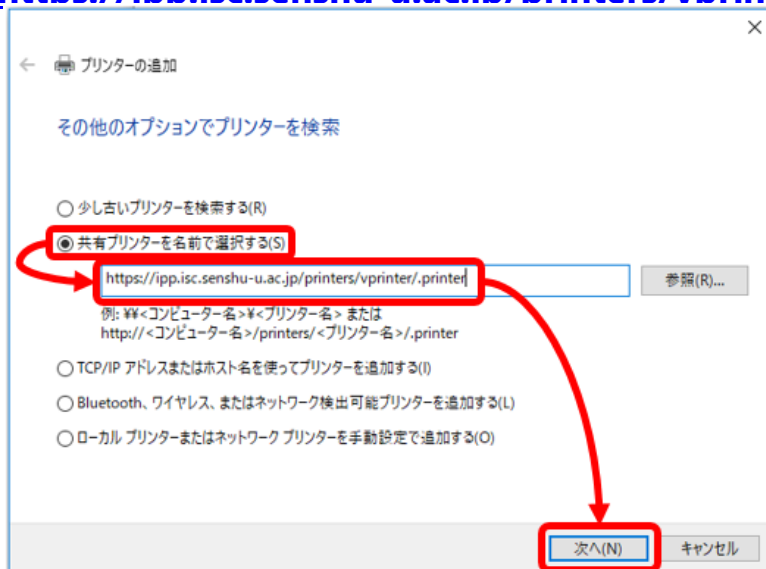 https://ipp.isc.senshu-u.ac.jp/printers/vprin
プリンターの追加
その他のオプションでプリンターを検索
少し古いプリンターを検索する(R)
共有プリンターを名前で選択する(S)
https://ipp.isc.senshu-u.ac.jp/printers/vprinter/.printer
参照(R)...
例: ¥¥<コンピューター名>¥<プリンター名> または
http://<コンピューター名>/printers/<プリンター名>/.printer
TCP/IP アドレスまたはホスト名を使ってプリンターを追加する(I)
Bluetooth、ワイヤレス、またはネットワーク検出可能プリンターを追加する(L)
ローカル プリンターまたはネットワーク プリンターを手動設定で追加する(O)
次へ(N)
キャンセル